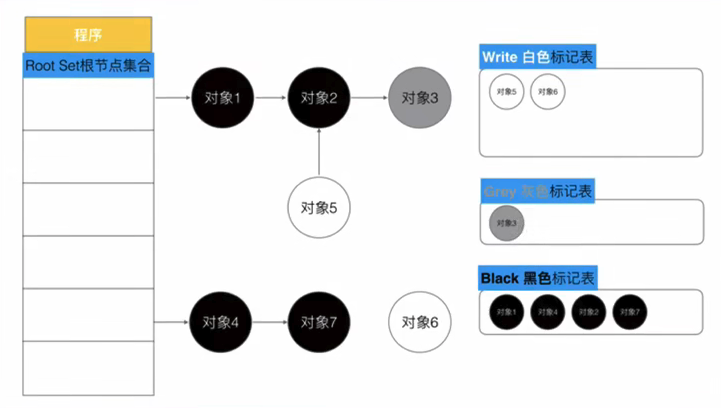 程序
Root Set根节点集合
对象1
对象2
对象3
对象5
对象4
对象7
对象6
Write 白色标记表
对象5
对象6
Grey 灰色标记表
对象3
Black 黑色标记表
对象1
对象4
对象2
对象7